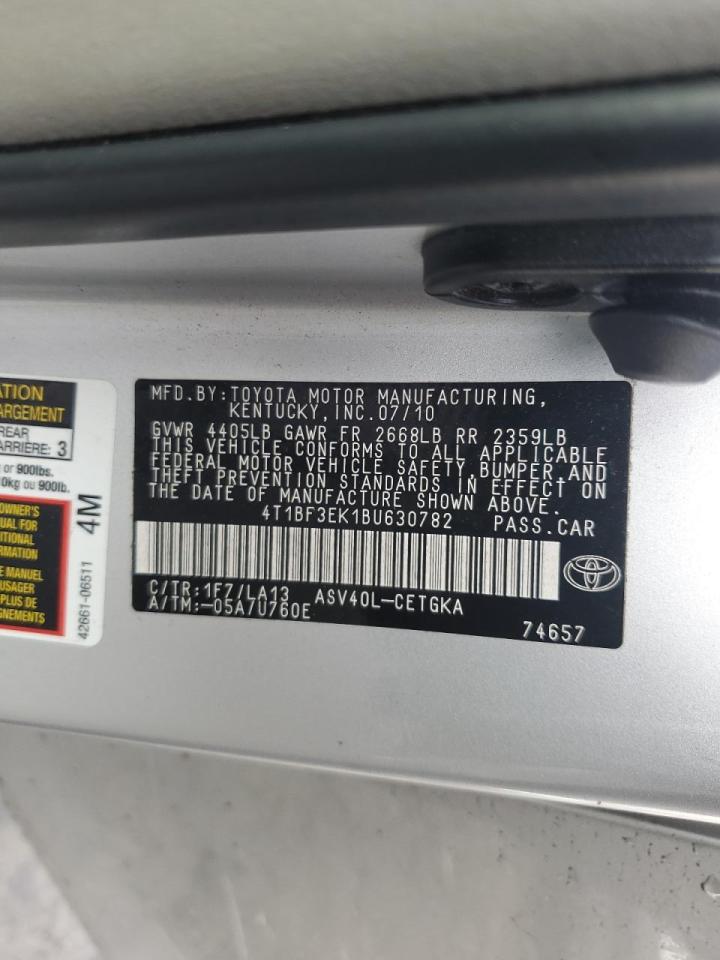 ATION
ARGEMENT
REAR
ARRIÈRE: 3
or 900lbs.
0kg ou 900lb.
OWNER'S
UAL FOR
ITIONAL
RMATION
E MANUEL
USAGER
PLUS DE
IGNEMENTS
4M
42661-06511
MFD.BY:TOYOTA MOTOR MANUFACTURING,
KENTUCKY, INC.07/10
GVWR 4405LB GAWR FR 2668LB RR 2359LB
THIS VEHICLE CONFORMS TO ALL APPLICABLE
FEDERAL MOTOR VEHICLE SAFETY,BUMPER,AND
THEFT PREVENTION STANDARDS IN EFFECT ON
THE DATE OF MANUFACTURE SHOWN ABOVE.
4T1BF3EK1BU630782 PASS.CAR
C/TR:1F7/LA13 ASV40L-CETGKA
A/TM:-05A/U760E
74657